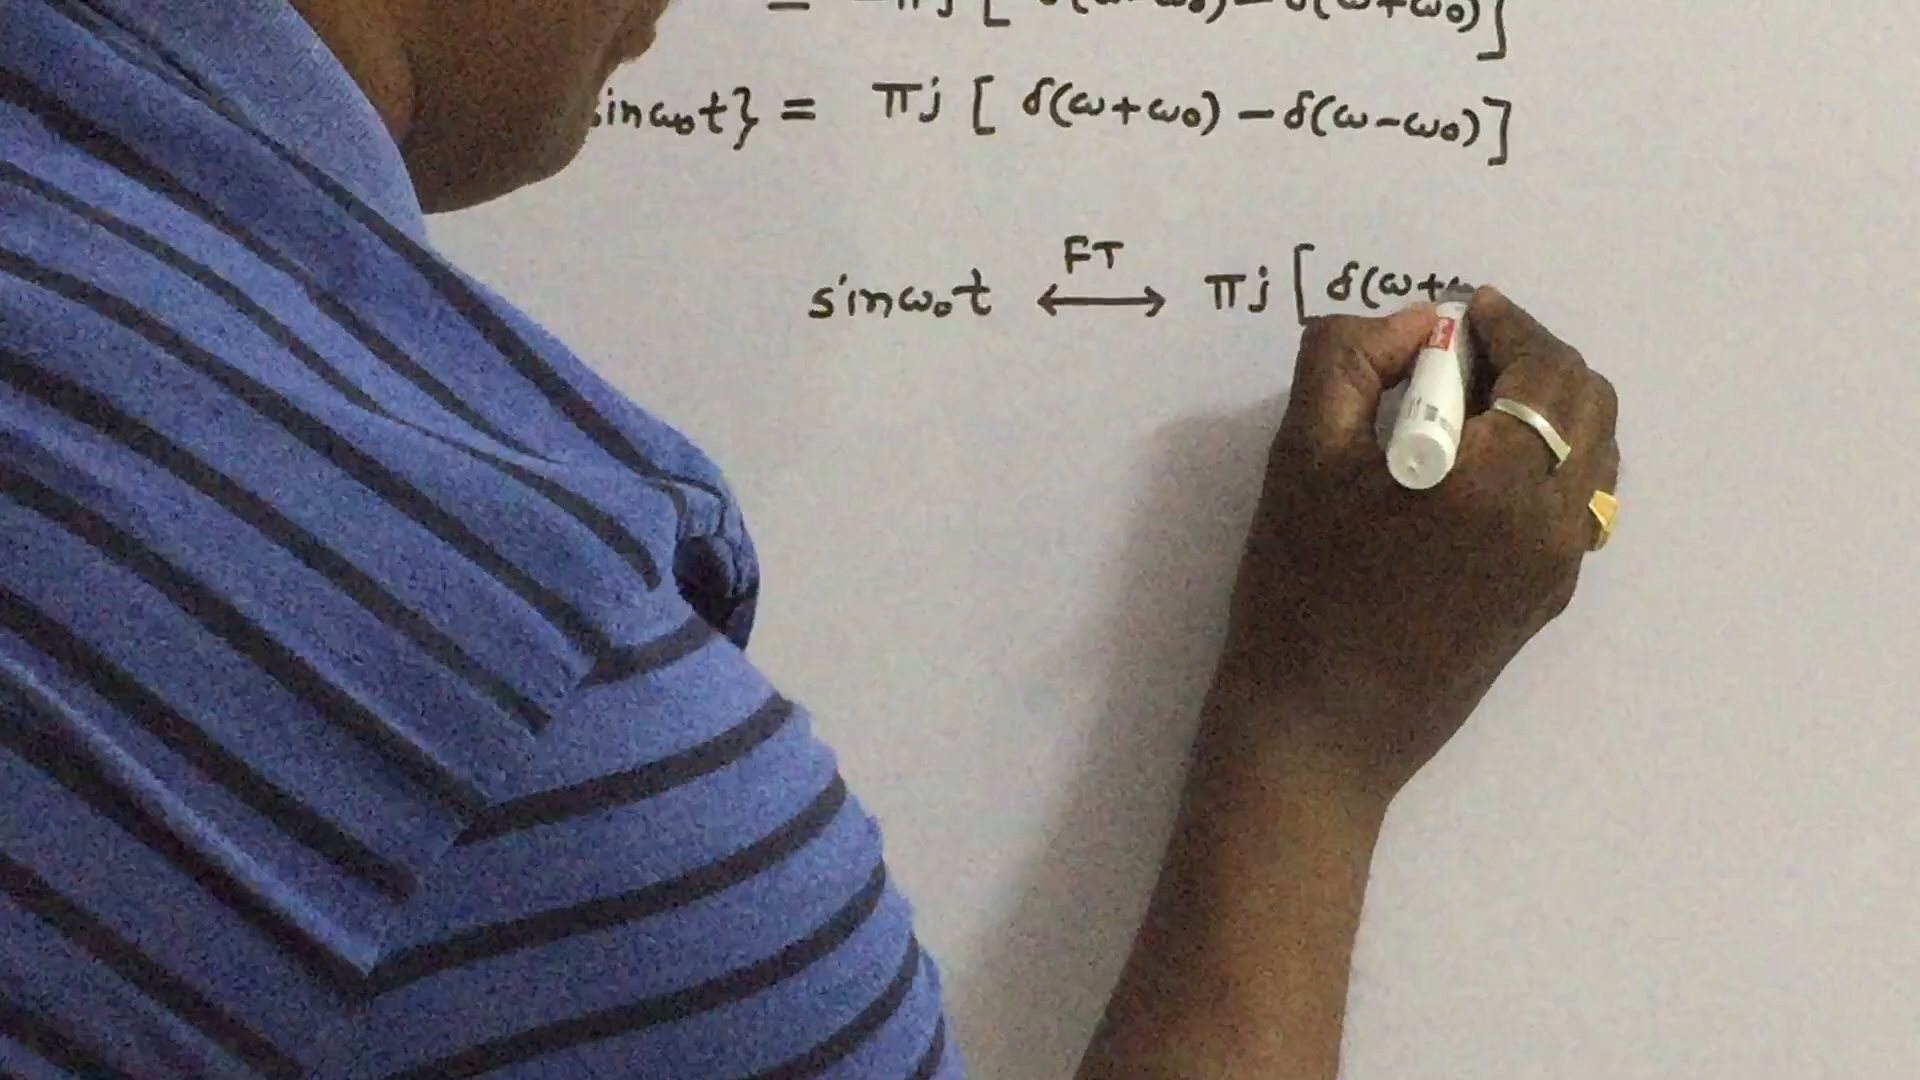 = -πj [ δ(ω-ω₀) - δ(ω+ω₀)]
sinω₀t} = πj [ δ(ω+ω₀) - δ(ω-ω₀)]
FT
sinω₀t ⟷ πj [ δ(ω+ω